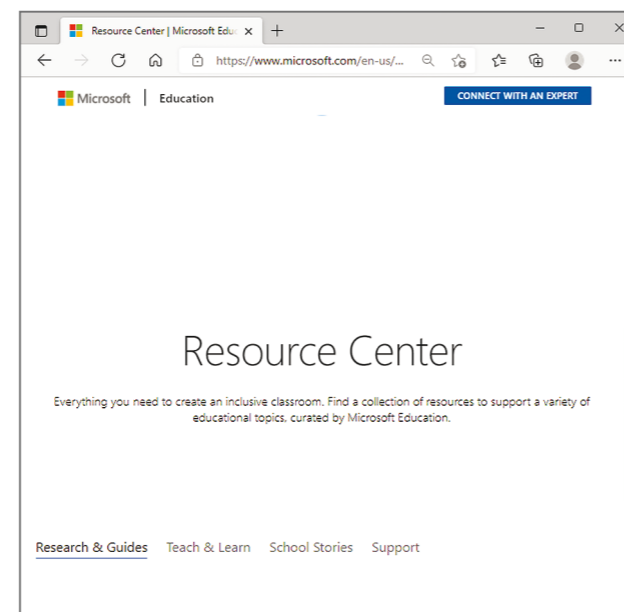 Resource Center | Microsoft Edu
https://www.microsoft.com/en-us/...
Microsoft | Education
CONNECT WITH AN EXPERT
Resource Center
Everything you need to create an inclusive classroom. Find a collection of resources to support a variety of
educational topics, curated by Microsoft Education.
Research & Guides Teach & Learn School Stories Support